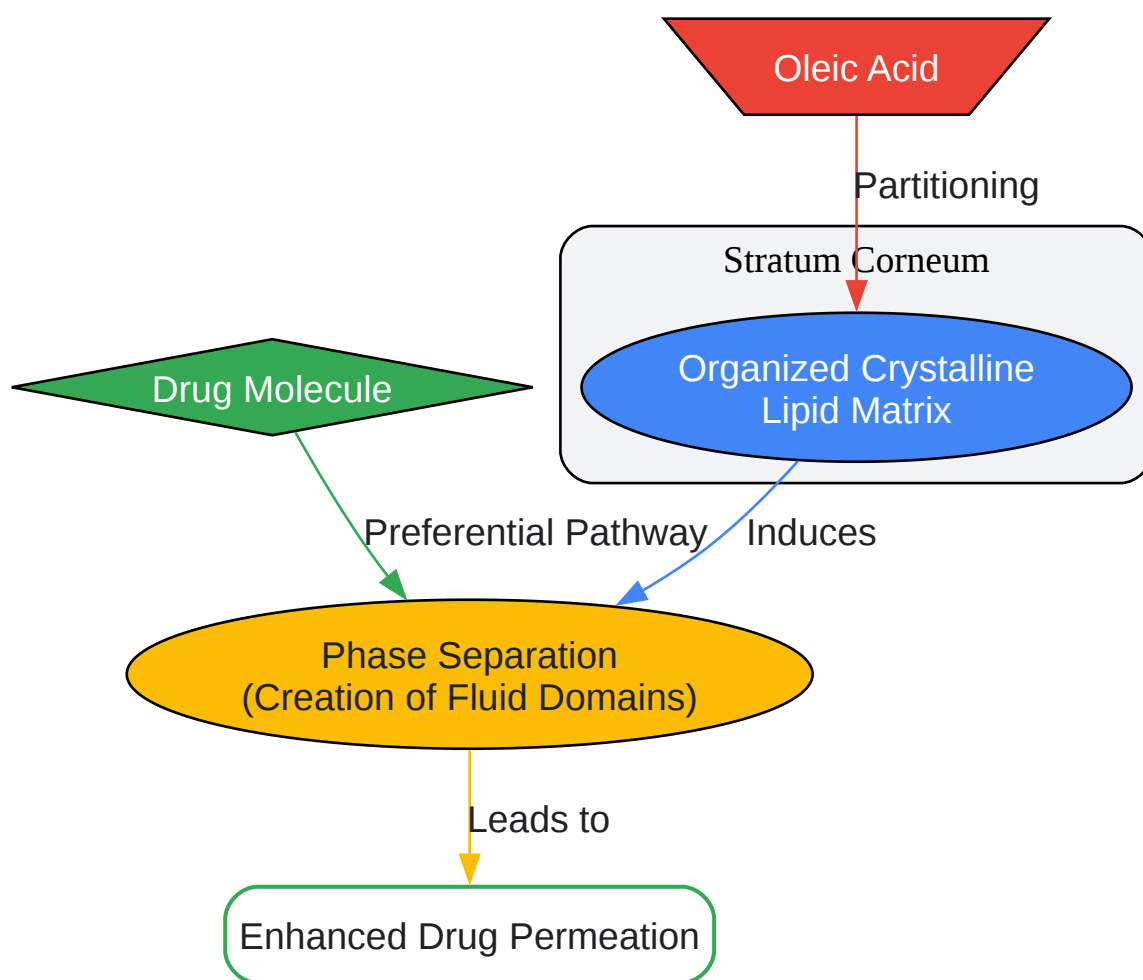 Oleic Acid
Partitioning
Stratum Corneum
Organized Crystalline
Lipid Matrix
Drug Molecule
Preferential Pathway
Induces
Phase Separation
(Creation of Fluid Domains)
Leads to
Enhanced Drug Permeation